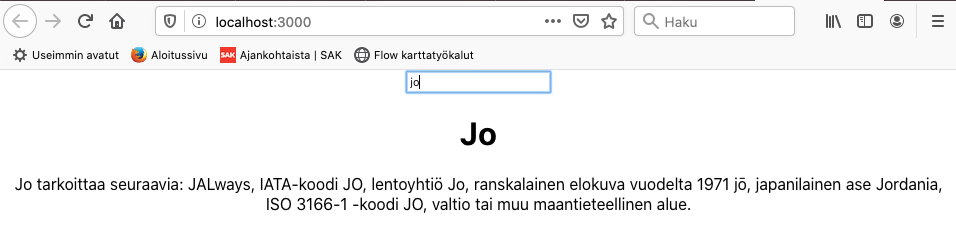 localhost:3000
Haku
Useimmin avatut
Aloitussivu
SAK Ajankohtaista | SAK
Flow karttatyökalut
jo
Jo
Jo tarkoittaa seuraavia: JALways, IATA-koodi JO, lentoyhtiö Jo, ranskalainen elokuva vuodelta 1971 jō, japanilainen ase Jordania,
ISO 3166-1 -koodi JO, valtio tai muu maantieteellinen alue.